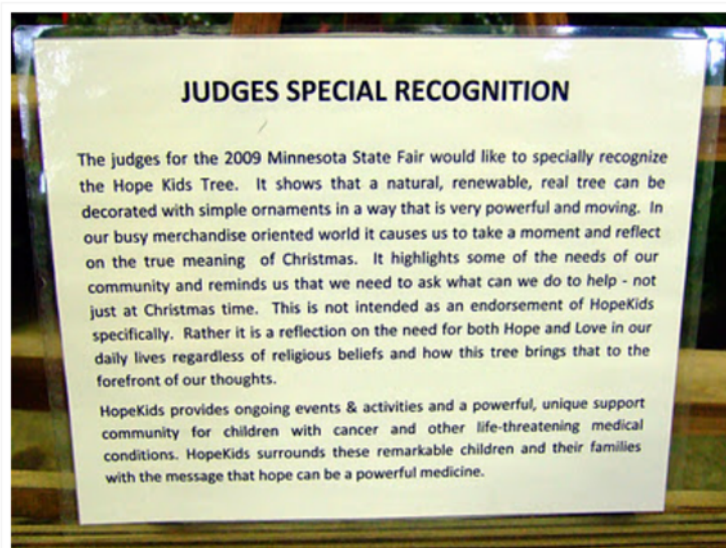 JUDGES SPECIAL RECOGNITION
The judges for the 2009 Minnesota State Fair would like to specially recognize
the Hope Kids Tree. It shows that a natural, renewable, real tree can be
decorated with simple ornaments in a way that is very powerful and moving. In
our busy merchandise oriented world it causes us to take a moment and reflect
on the true meaning of Christmas. It highlights some of the needs of our
community and reminds us that we need to ask what can we do to help - not
just at Christmas time. This is not intended as an endorsement of HopeKids
specifically. Rather it is a reflection on the need for both Hope and Love in our
daily lives regardless of religious beliefs and how this tree brings that to the
forefront of our thoughts.
HopeKids provides ongoing events & activities and a powerful, unique support
community for children with cancer and other life-threatening medical
conditions. HopeKids surrounds these remarkable children and their families
with the message that hope can be a powerful medicine.